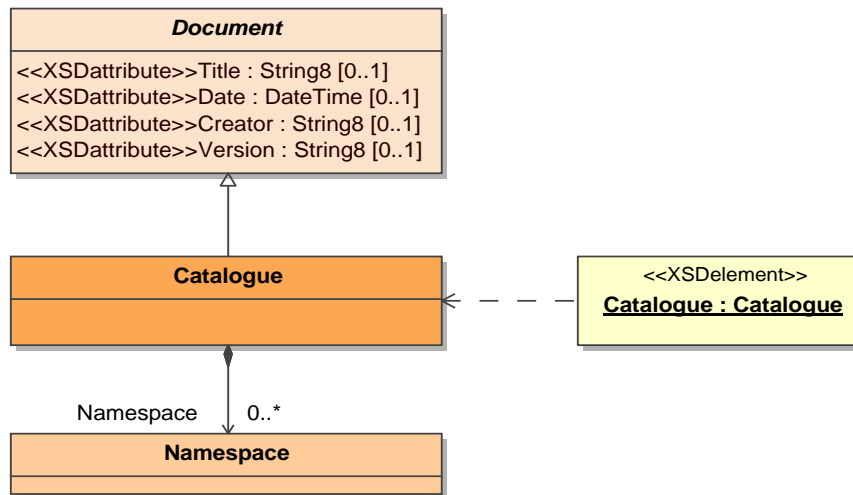 Document
<<XSDattribute>>Title : String8 [0..1]
<<XSDattribute>>Date : DateTime [0..1]
<<XSDattribute>>Creator : String8 [0..1]
<<XSDattribute>>Version : String8 [0..1]
Catalogue
<<XSDelement>>
Catalogue : Catalogue
Namespace 0..*
Namespace